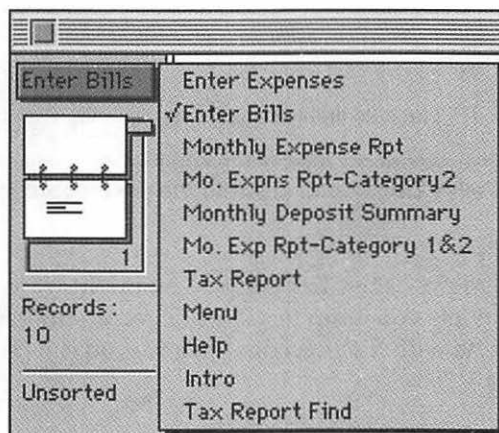 Enter Bills
1
Records:
10
Unsorted
Enter Expenses
√Enter Bills
Monthly Expense Rpt
Mo. Expns Rpt-Category2
Monthly Deposit Summary
Mo. Exp Rpt-Category 1&2
Tax Report
Menu
Help
Intro
Tax Report Find